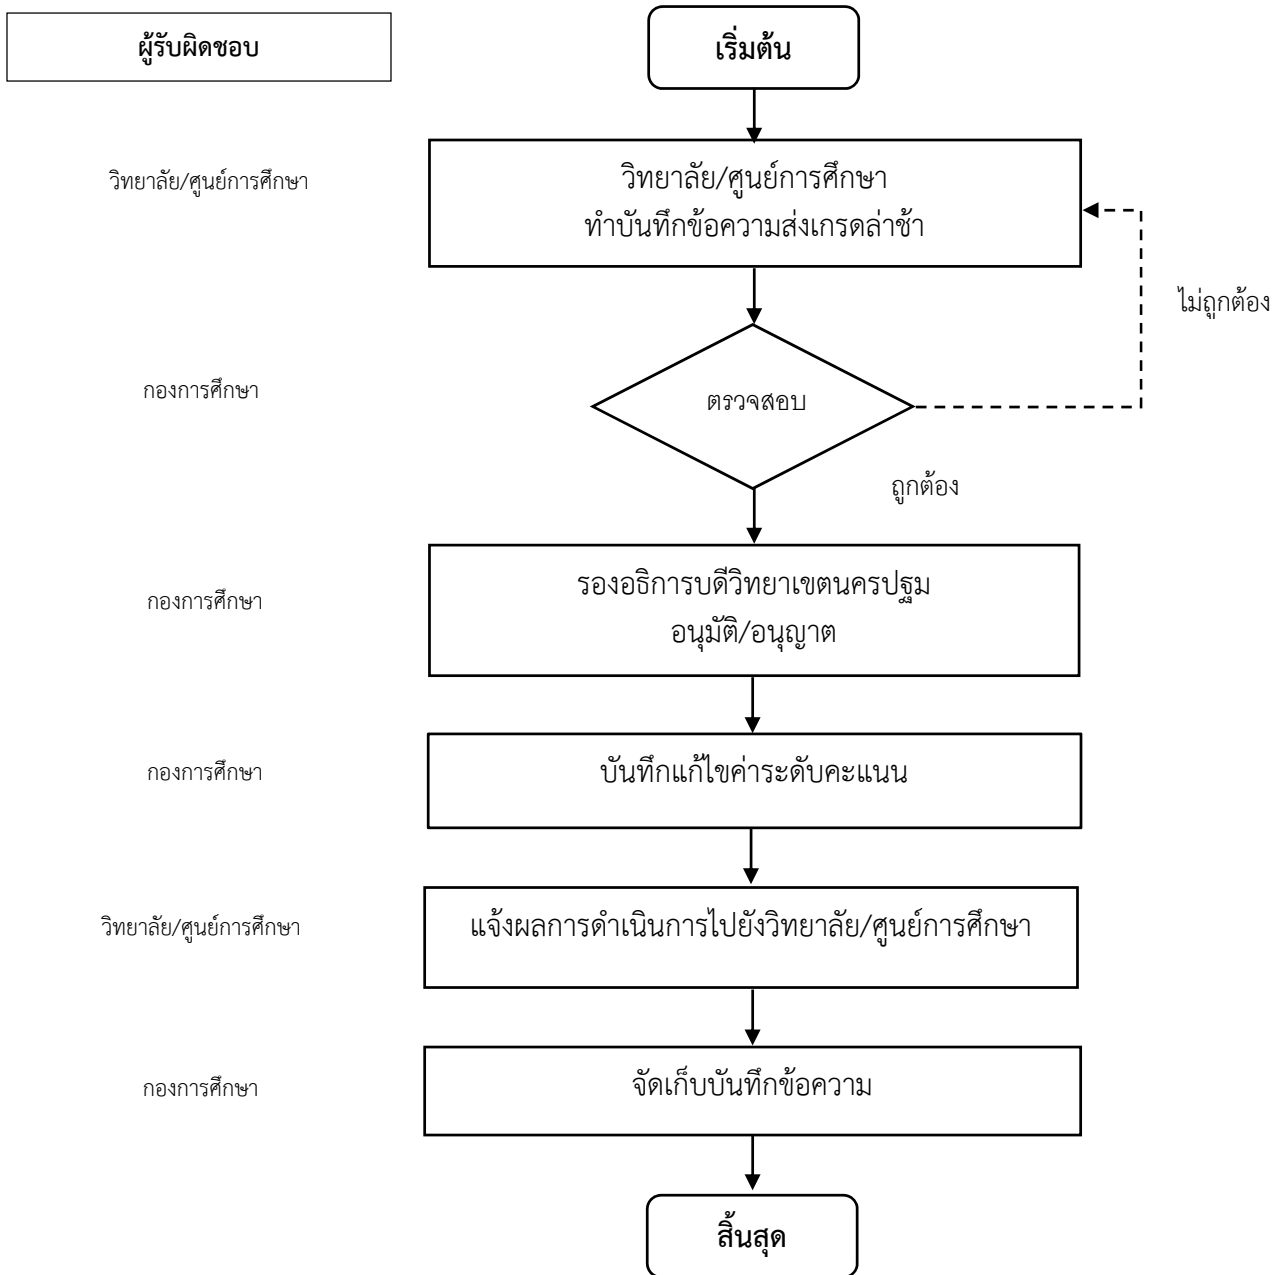 ผู้รับผิดชอบ
เริ่มต้น
วิทยาลัย/ศูนย์การศึกษา
วิทยาลัย/ศูนย์การศึกษา
ทำบันทึกข้อความส่งเกรดล่าช้า
ไม่ถูกต้อง
กองการศึกษา
ตรวจสอบ
ถูกต้อง
กองการศึกษา
รองอธิการบดีวิทยาเขตนครปฐม
อนุมัติ/อนุญาต
กองการศึกษา
บันทึกแก้ไขค่าระดับคะแนน
วิทยาลัย/ศูนย์การศึกษา
แจ้งผลการดำเนินการไปยังวิทยาลัย/ศูนย์การศึกษา
กองการศึกษา
จัดเก็บบันทึกข้อความ
สิ้นสุด